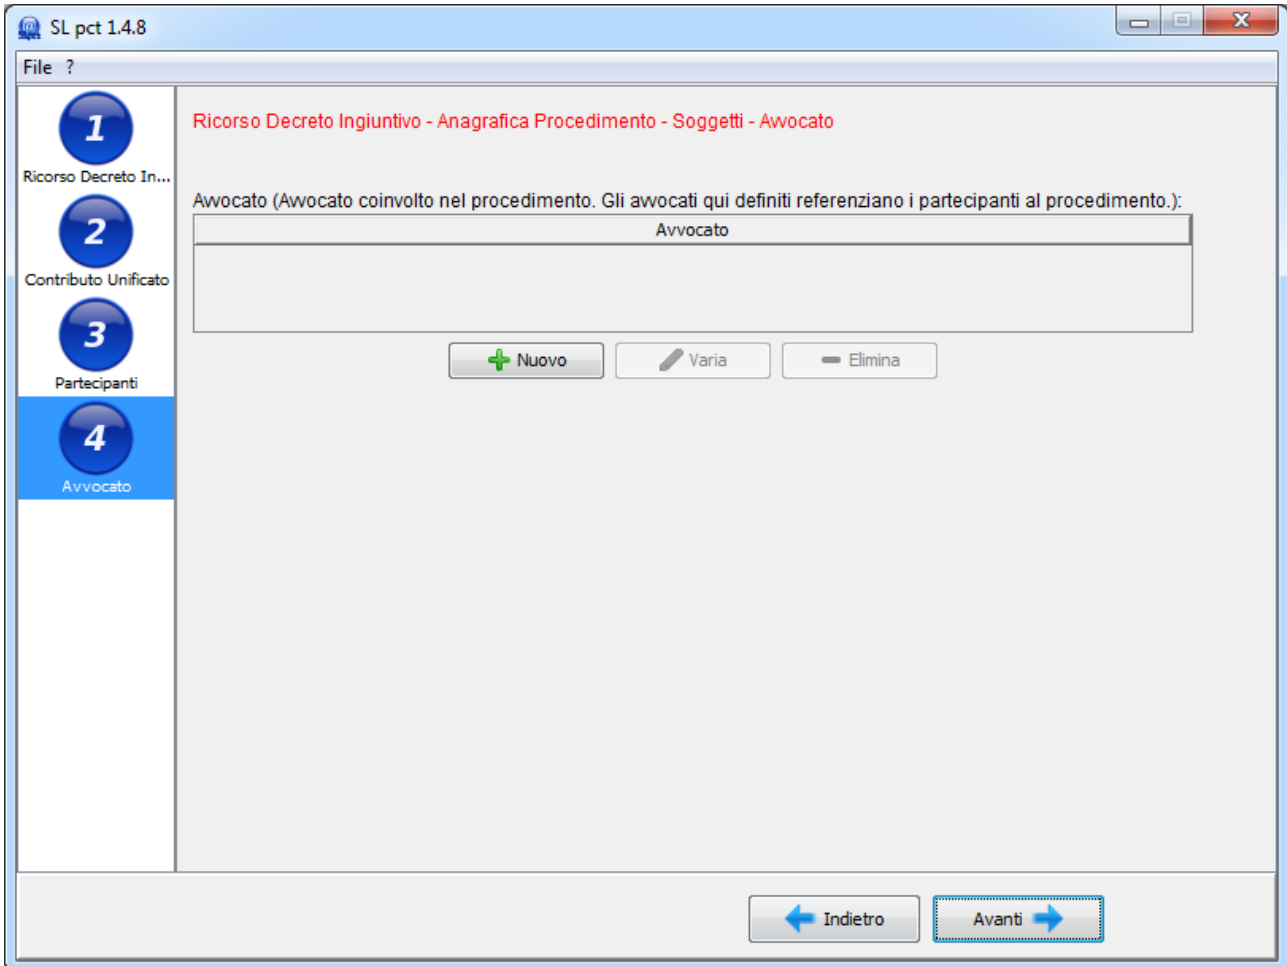 SL pct 1.4.8
File ?
1
Ricorso Decreto In...
2
Contributo Unificato
3
Partecipanti
4
Avvocato
Ricorso Decreto Ingiuntivo - Anagrafica Procedimento - Soggetti - Avvocato
Avvocato (Avvocato coinvolto nel procedimento. Gli avvocati qui definiti referenziano i partecipanti al procedimento.):
Avvocato
Nuovo Varia Elimina
Indietro Avanti